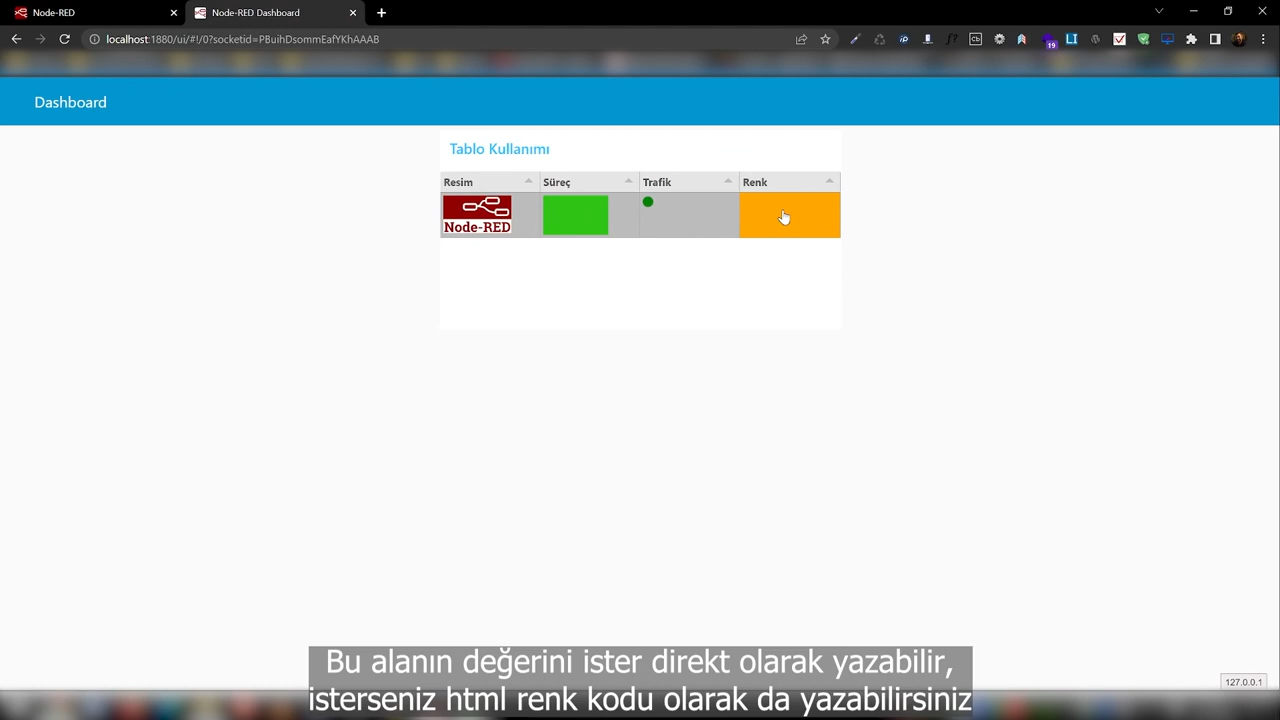 Node-RED
Node-RED Dashboard
localhost:1880/ui/#!/0?socketid=PBuihDsommEafYKhAAAB
19
Dashboard
Tablo Kullanımı
Resim Süreç Trafik Renk
Node-RED
127.0.0.1
Bu alanın değerini ister direkt olarak yazabilir,
isterseniz html renk kodu olarak da yazabilirsiniz